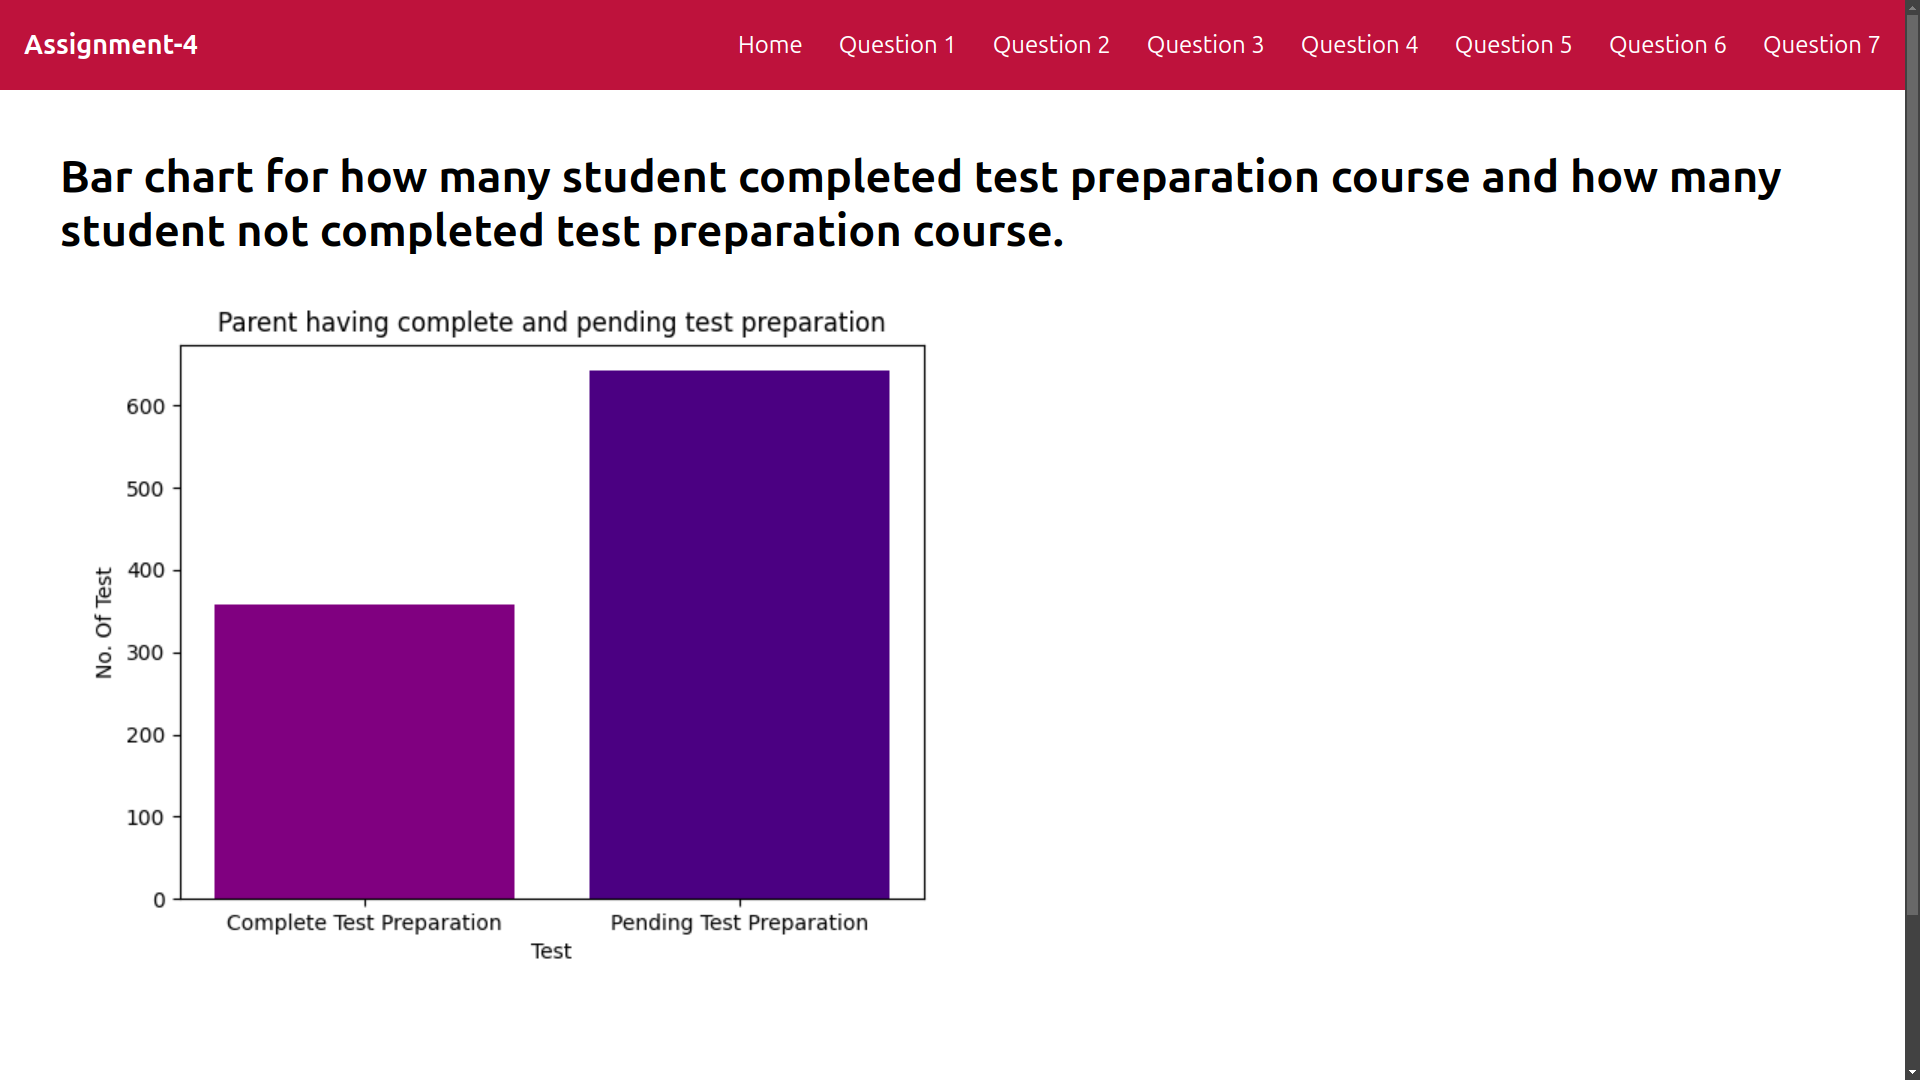 Assignment-4
Home Question 1 Question 2 Question 3 Question 4 Question 5 Question 6 Question 7
Bar chart for how many student completed test preparation course and how many
student not completed test preparation course.
Parent having complete and pending test preparation
600
500
400
300
200
100
0
No. Of Test
Complete Test Preparation Pending Test Preparation
Test